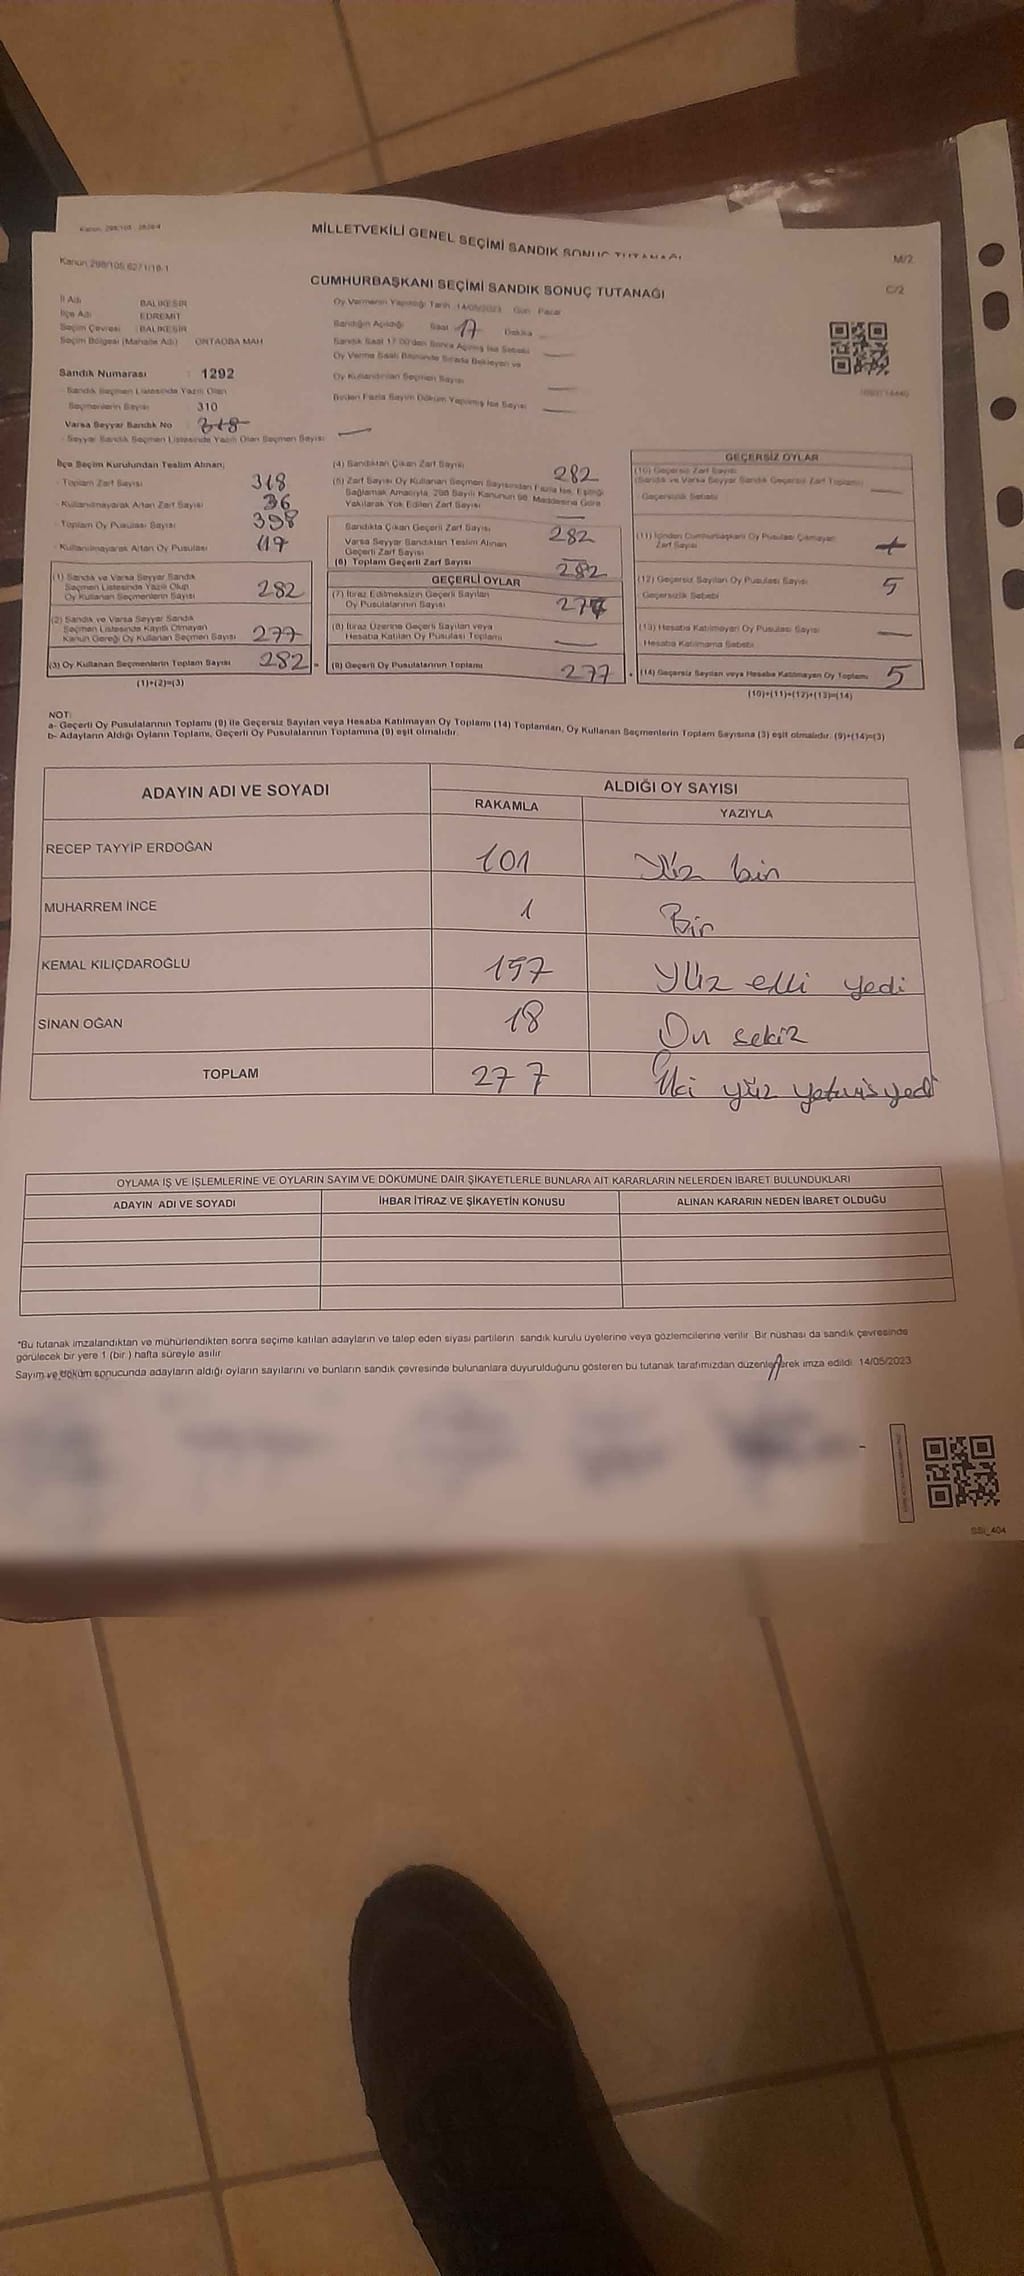 MİLLETVEKİLİ GENEL SEÇİMİ SANDIK SONUÇ TUTANAĞI
M/2
CUMHURBAŞKANI SEÇİMİ SANDIK SONUÇ TUTANAĞI
C/2
İl Adı BALIKESİR
İlçe Adı EDREMİT
Seçim Çevresi : BALIKESİR
Seçim Bölgesi (Mahalle Adı) ORTAOBA MAH
Oy Vermenin Yapıldığı Tarih :14/05/2023 Gün Pazar
Sandığın Açıldığı Saat 17 Dakika
Sandık Saat 17.00'den Sonra Açılmış İse Sebebi
Oy Verme Saati Bitiminde Sırada Bekleyen ve
Oy Kullandırılan Seçmen Sayısı
Birden Fazla Sayım Döküm Yapılmış İse Sayısı
Sandık Numarası : 1292
Sandık Seçmen Listesinde Yazılı Olan
Seçmenlerin Sayısı 310
Varsa Seyyar Sandık No 318
Seyyar Sandık Seçmen Listesinde Yazılı Olan Seçmen Sayısı
İlçe Seçim Kurulundan Teslim Alınan;
Toplam Zarf Sayısı 318
Kullanılmayarak Artan Zarf Sayısı 36
Toplam Oy Pusulası Sayısı 398
Kullanılmayarak Artan Oy Pusulası 117
(1) Sandık ve Varsa Seyyar Sandık
Seçmen Listesinde Yazılı Olup
Oy Kullanan Seçmenlerin Sayısı 282
(2) Sandık ve Varsa Seyyar Sandık
Seçmen Listesinde Kayıtlı Olmayan
Kanun Gereği Oy Kullanan Seçmen Sayısı 277
(3) Oy Kullanan Seçmenlerin Toplam Sayısı 282
(1)+(2)=(3)
(4) Sandıktan Çıkan Zarf Sayısı 282
(5) Zarf Sayısı Oy Kullanan Seçmen Sayısından Fazla İse, Eşitliği
Sağlamak Amacıyla, 298 Sayılı Kanunun 98. Maddesine Göre
Yakılarak Yok Edilen Zarf Sayısı
Sandıkta Çıkan Geçerli Zarf Sayısı 282
Varsa Seyyar Sandıktan Teslim Alınan
Geçerli Zarf Sayısı
(6) Toplam Geçerli Zarf Sayısı 282
GEÇERLİ OYLAR
(7) İtiraz Edilmeksizin Geçerli Sayılan
Oy Pusulalarının Sayısı 277
(8) İtiraz Üzerine Geçerli Sayılan veya
Hesaba Katılan Oy Pusulası Toplamı
(9) Geçerli Oy Pusulalarının Toplamı 277
GEÇERSİZ OYLAR
(10) Geçersiz Zarf Sayısı
(Sandık ve Varsa Seyyar Sandık Geçersiz Zarf Toplamı)
Geçersizlik Sebebi
(11) İçinden Cumhurbaşkanı Oy Pusulası Çıkmayan
Zarf Sayısı
(12) Geçersiz Sayılan Oy Pusulası Sayısı 5
Geçersizlik Sebebi
(13) Hesaba Katılmayan Oy Pusulası Sayısı
Hesaba Katılmama Sebebi
(14) Geçersiz Sayılan veya Hesaba Katılmayan Oy Toplamı 5
(10)+(11)+(12)+(13)=(14)
NOT:
a- Geçerli Oy Pusulalarının Toplamı (9) ile Geçersiz Sayılan veya Hesaba Katılmayan Oy Toplamı (14) Toplamları, Oy Kullanan Seçmenlerin Toplam Sayısına (3) eşit olmalıdır. (9)+(14)=(3)
b- Adayların Aldığı Oyların Toplamı, Geçerli Oy Pusulalarının Toplamına (9) eşit olmalıdır.
ADAYIN ADI VE SOYADI
ALDIĞI OY SAYISI
RAKAMLA YAZIYLA
RECEP TAYYİP ERDOĞAN 101 Yüz bin
MUHARREM İNCE 1 Bir
KEMAL KILIÇDAROĞLU 157 Yüz elli yedi
SİNAN OĞAN 18 On sekiz
TOPLAM 277 İki yüz yetmiş yedi
OYLAMA İŞ VE İŞLEMLERİNE VE OYLARIN SAYIM VE DÖKÜMÜNE DAİR ŞİKAYETLERLE BUNLARA AİT KARARLARIN NELERDEN İBARET BULUNDUKLARI
ADAYIN ADI VE SOYADI İHBAR İTİRAZ VE ŞİKAYETİN KONUSU ALINAN KARARIN NEDEN İBARET OLDUĞU
*Bu tutanak imzalandıktan ve mühürlendikten sonra seçime katılan adayların ve talep eden siyasi partilerin sandık kurulu üyelerine veya gözlemcilerine verilir. Bir nüshası da sandık çevresinde
görülecek bir yere 1 (bir ) hafta süreyle asılır.
Sayım ve döküm sonucunda adayların aldığı oyların sayılarını ve bunların sandık çevresinde bulunanlara duyurulduğunu gösteren bu tutanak tarafımızdan düzenlenerek imza edildi. 14/05/2023
SSi_404